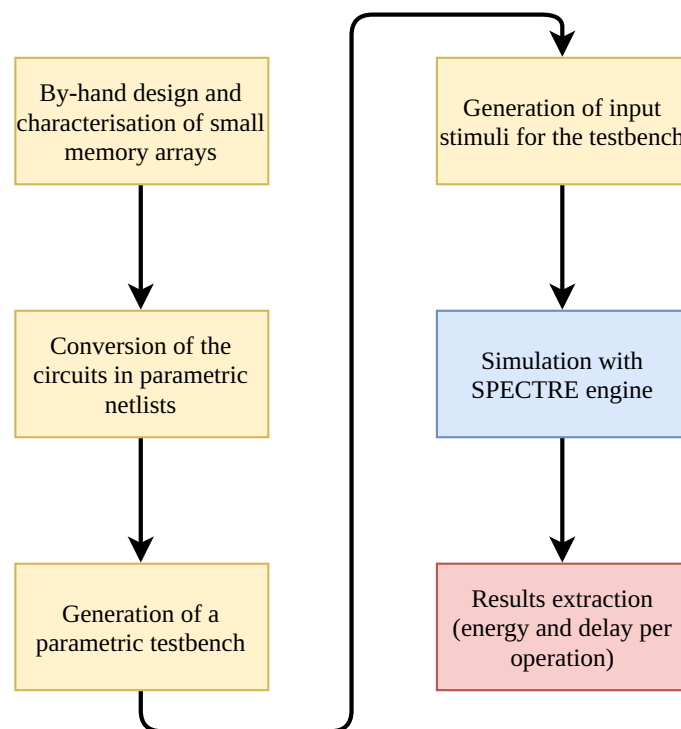 By-hand design and
characterisation of small
memory arrays
Conversion of the
circuits in parametric
netlists
Generation of a
parametric testbench
Generation of input
stimuli for the testbench
Simulation with
SPECTRE engine
Results extraction
(energy and delay per
operation)